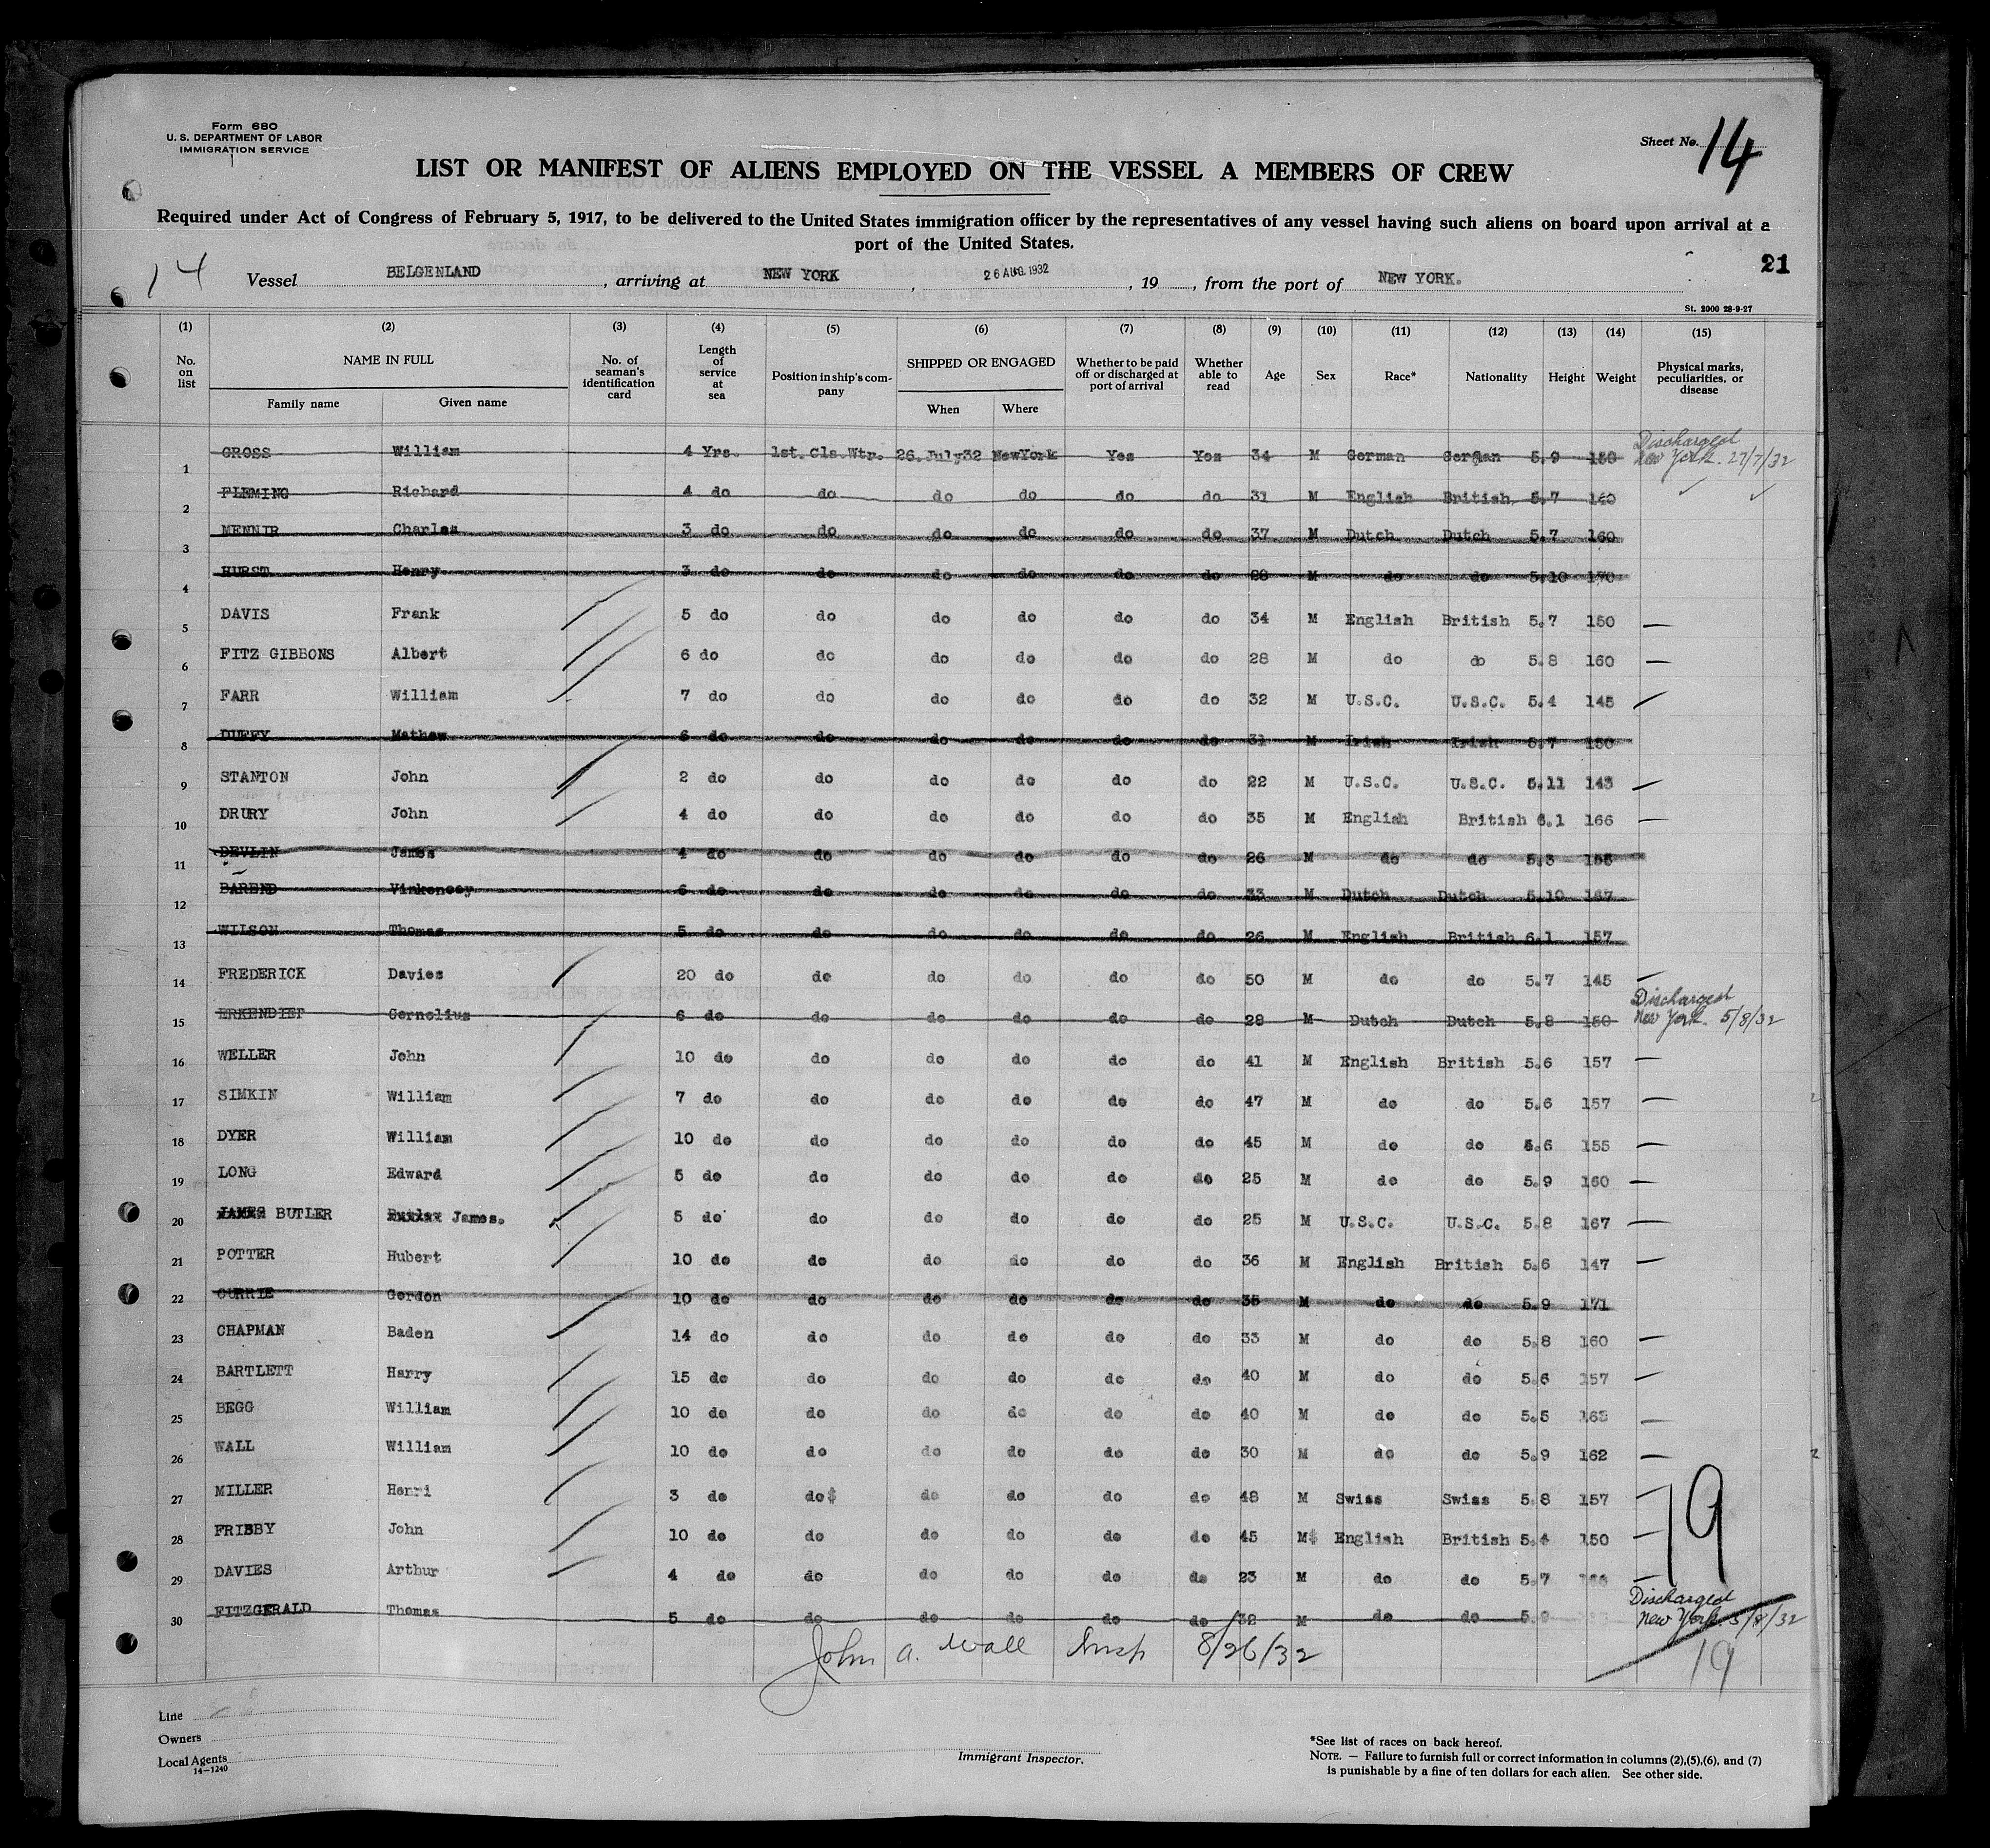 Form 680
U. S. DEPARTMENT OF LABOR
IMMIGRATION SERVICE
Sheet No. 14
LIST OR MANIFEST OF ALIENS EMPLOYED ON THE VESSEL A MEMBERS OF CREW
Required under Act of Congress of February 5, 1917, to be delivered to the United States immigration officer by the representatives of any vessel having such aliens on board upon arrival at a
port of the United States.
14 Vessel BELGENLAND, arriving at NEW YORK, 26 AUG. 1932, 19 , from the port of NEW YORK. 21
St. 2000 28-9-27
(1) (2) (3) (4) (5) (6) (7) (8) (9) (10) (11) (12) (13) (14) (15)
No. on list NAME IN FULL Family name Given name No. of seaman's identification card Length of service at sea Position in ship's company SHIPPED OR ENGAGED When Where Whether to be paid off or discharged at port of arrival Whether able to read Age Sex Race* Nationality Height Weight Physical marks, peculiarities, or disease
1 GROSS William 4 Yrs. 1st.Cls.Wtr. 26.July32 NewYork Yes Yes 34 M German German 5.9 150 Discharged New York. 27/7/32
2 FLEMING Richard 4 do do do do do do 31 M English British 5.7 140
3 MENNIR Charles 3 do do do do do do 37 M Dutch Dutch 5.7 160
4 HURST Henry 3 do do do do do do 28 M do do 5.10 170
5 DAVIS Frank 5 do do do do do do 34 M English British 5.7 150
6 FITZ GIBBONS Albert 6 do do do do do do 28 M do do 5.8 160
7 FARR William 7 do do do do do do 32 M U.S.C. U.S.C. 5.4 145
8 DUFFY Mathew 6 do do do do do do 31 M Irish Irish 5.7 150
9 STANTON John 2 do do do do do do 22 M U.S.C. U.S.C. 5.11 143
10 DRURY John 4 do do do do do do 35 M English British 6.1 166
11 DEVLIN James 4 do do do do do do 26 M do do 5.3 155
12 BAREND Vinkenoey 6 do do do do do do 33 M Dutch Dutch 5.10 167
13 WILSON Thomas 5 do do do do do do 26 M English British 6.1 157
14 FREDERICK Davies 20 do do do do do do 50 M do do 5.7 145
15 ERKENDIEF Cornolius 6 do do do do do do 28 M Dutch Dutch 5.8 150 Discharged New York. 5/8/32
16 WELLER John 10 do do do do do do 41 M English British 5.6 157
17 SIMKIN William 7 do do do do do do 47 M do do 5.6 157
18 DYER William 10 do do do do do do 45 M do do 5.6 155
19 LONG Edward 5 do do do do do do 25 M do do 5.9 160
20 JAMES BUTLER Butler James. 5 do do do do do do 25 M U.S.C. U.S.C. 5.8 167
21 POTTER Hubert 10 do do do do do do 36 M English British 5.6 147
22 CURRIE Gordon 10 do do do do do do 35 M do do 5.9 171
23 CHAPMAN Baden 14 do do do do do do 33 M do do 5.8 160
24 BARTLETT Harry 15 do do do do do do 40 M do do 5.6 157
25 BEGG William 10 do do do do do do 40 M do do 5.5 163
26 WALL William 10 do do do do do do 30 M do do 5.9 162
27 MILLER Henri 3 do do$ do do do do 48 M Swiss Swiss 5.8 157
28 FRISBY John 10 do do do do do do 45 M$ English British 5.4 150
29 DAVIES Arthur 4 do do do do do do 23 M do do 5.7
30 FITZGERALD Thomas 5 do do do do do do 32 M do do 5.9 Discharged New York 5/8/32
19
19
John A. Wall Insp 8/26/32
Line
Owners
Local Agents
14—1240
Immigrant Inspector.
*See list of races on back hereof.
NOTE. — Failure to furnish full or correct information in columns (2),(5),(6), and (7)
is punishable by a fine of ten dollars for each alien. See other side.